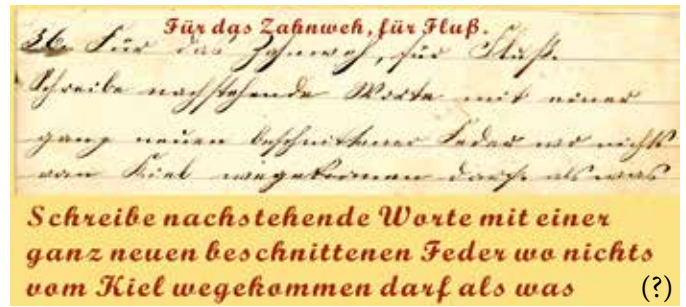 Für das Zahnweh, für Fluß.
36. Für das Zahnweh, für Fluß.
Schreibe nachstehende Worte mit einer
ganz neuen beschnittener Feder wo nichts
vom Kiel wegekommen darf als was
Schreibe nachstehende Worte mit einer
ganz neuen beschnittenen Feder wo nichts
vom Kiel wegekommen darf als was (?)